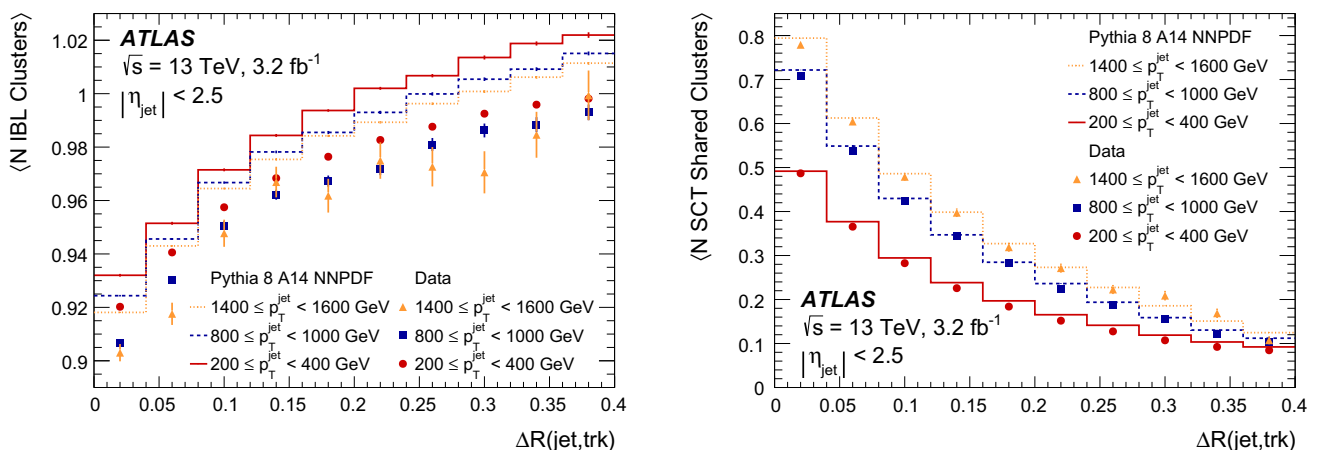 ⟨N IBL Clusters⟩
1.02
1
0.98
0.96
0.94
0.92
0.9
ATLAS
√s = 13 TeV, 3.2 fb⁻¹
|η_jet| < 2.5
Pythia 8 A14 NNPDF
1400 ≤ p_T^jet < 1600 GeV
800 ≤ p_T^jet < 1000 GeV
200 ≤ p_T^jet < 400 GeV
Data
1400 ≤ p_T^jet < 1600 GeV
800 ≤ p_T^jet < 1000 GeV
200 ≤ p_T^jet < 400 GeV
0 0.05 0.1 0.15 0.2 0.25 0.3 0.35 0.4
ΔR(jet,trk)
⟨N SCT Shared Clusters⟩
0.8
0.7
0.6
0.5
0.4
0.3
0.2
0.1
0
Pythia 8 A14 NNPDF
1400 ≤ p_T^jet < 1600 GeV
800 ≤ p_T^jet < 1000 GeV
200 ≤ p_T^jet < 400 GeV
Data
1400 ≤ p_T^jet < 1600 GeV
800 ≤ p_T^jet < 1000 GeV
200 ≤ p_T^jet < 400 GeV
ATLAS
√s = 13 TeV, 3.2 fb⁻¹
|η_jet| < 2.5
0 0.05 0.1 0.15 0.2 0.25 0.3 0.35 0.4
ΔR(jet,trk)